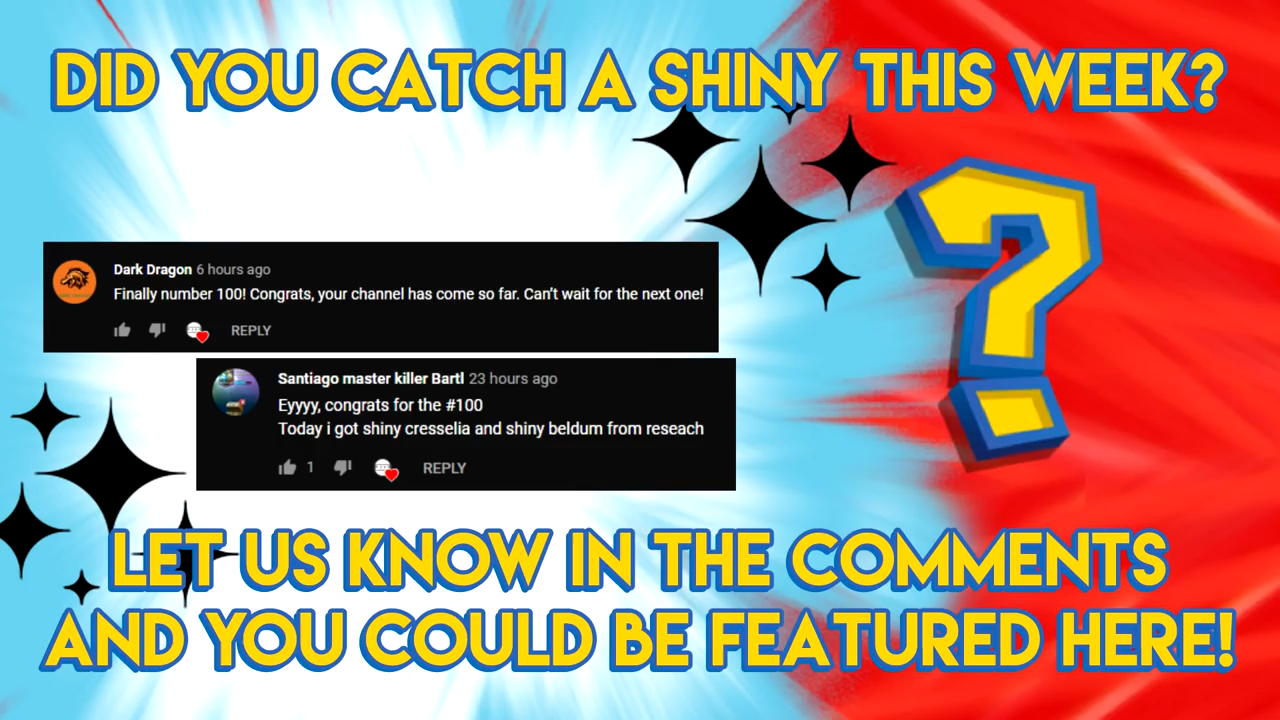 DID YOU CATCH A SHINY THIS WEEK?
Dark Dragon 6 hours ago
Finally number 100! Congrats, your channel has come so far. Can't wait for the next one!
REPLY
Santiago master killer Bartl 23 hours ago
Eyyyy, congrats for the #100
Today i got shiny cresselia and shiny beldum from reseach
1 REPLY
LET US KNOW IN THE COMMENTS
AND YOU COULD BE FEATURED HERE!